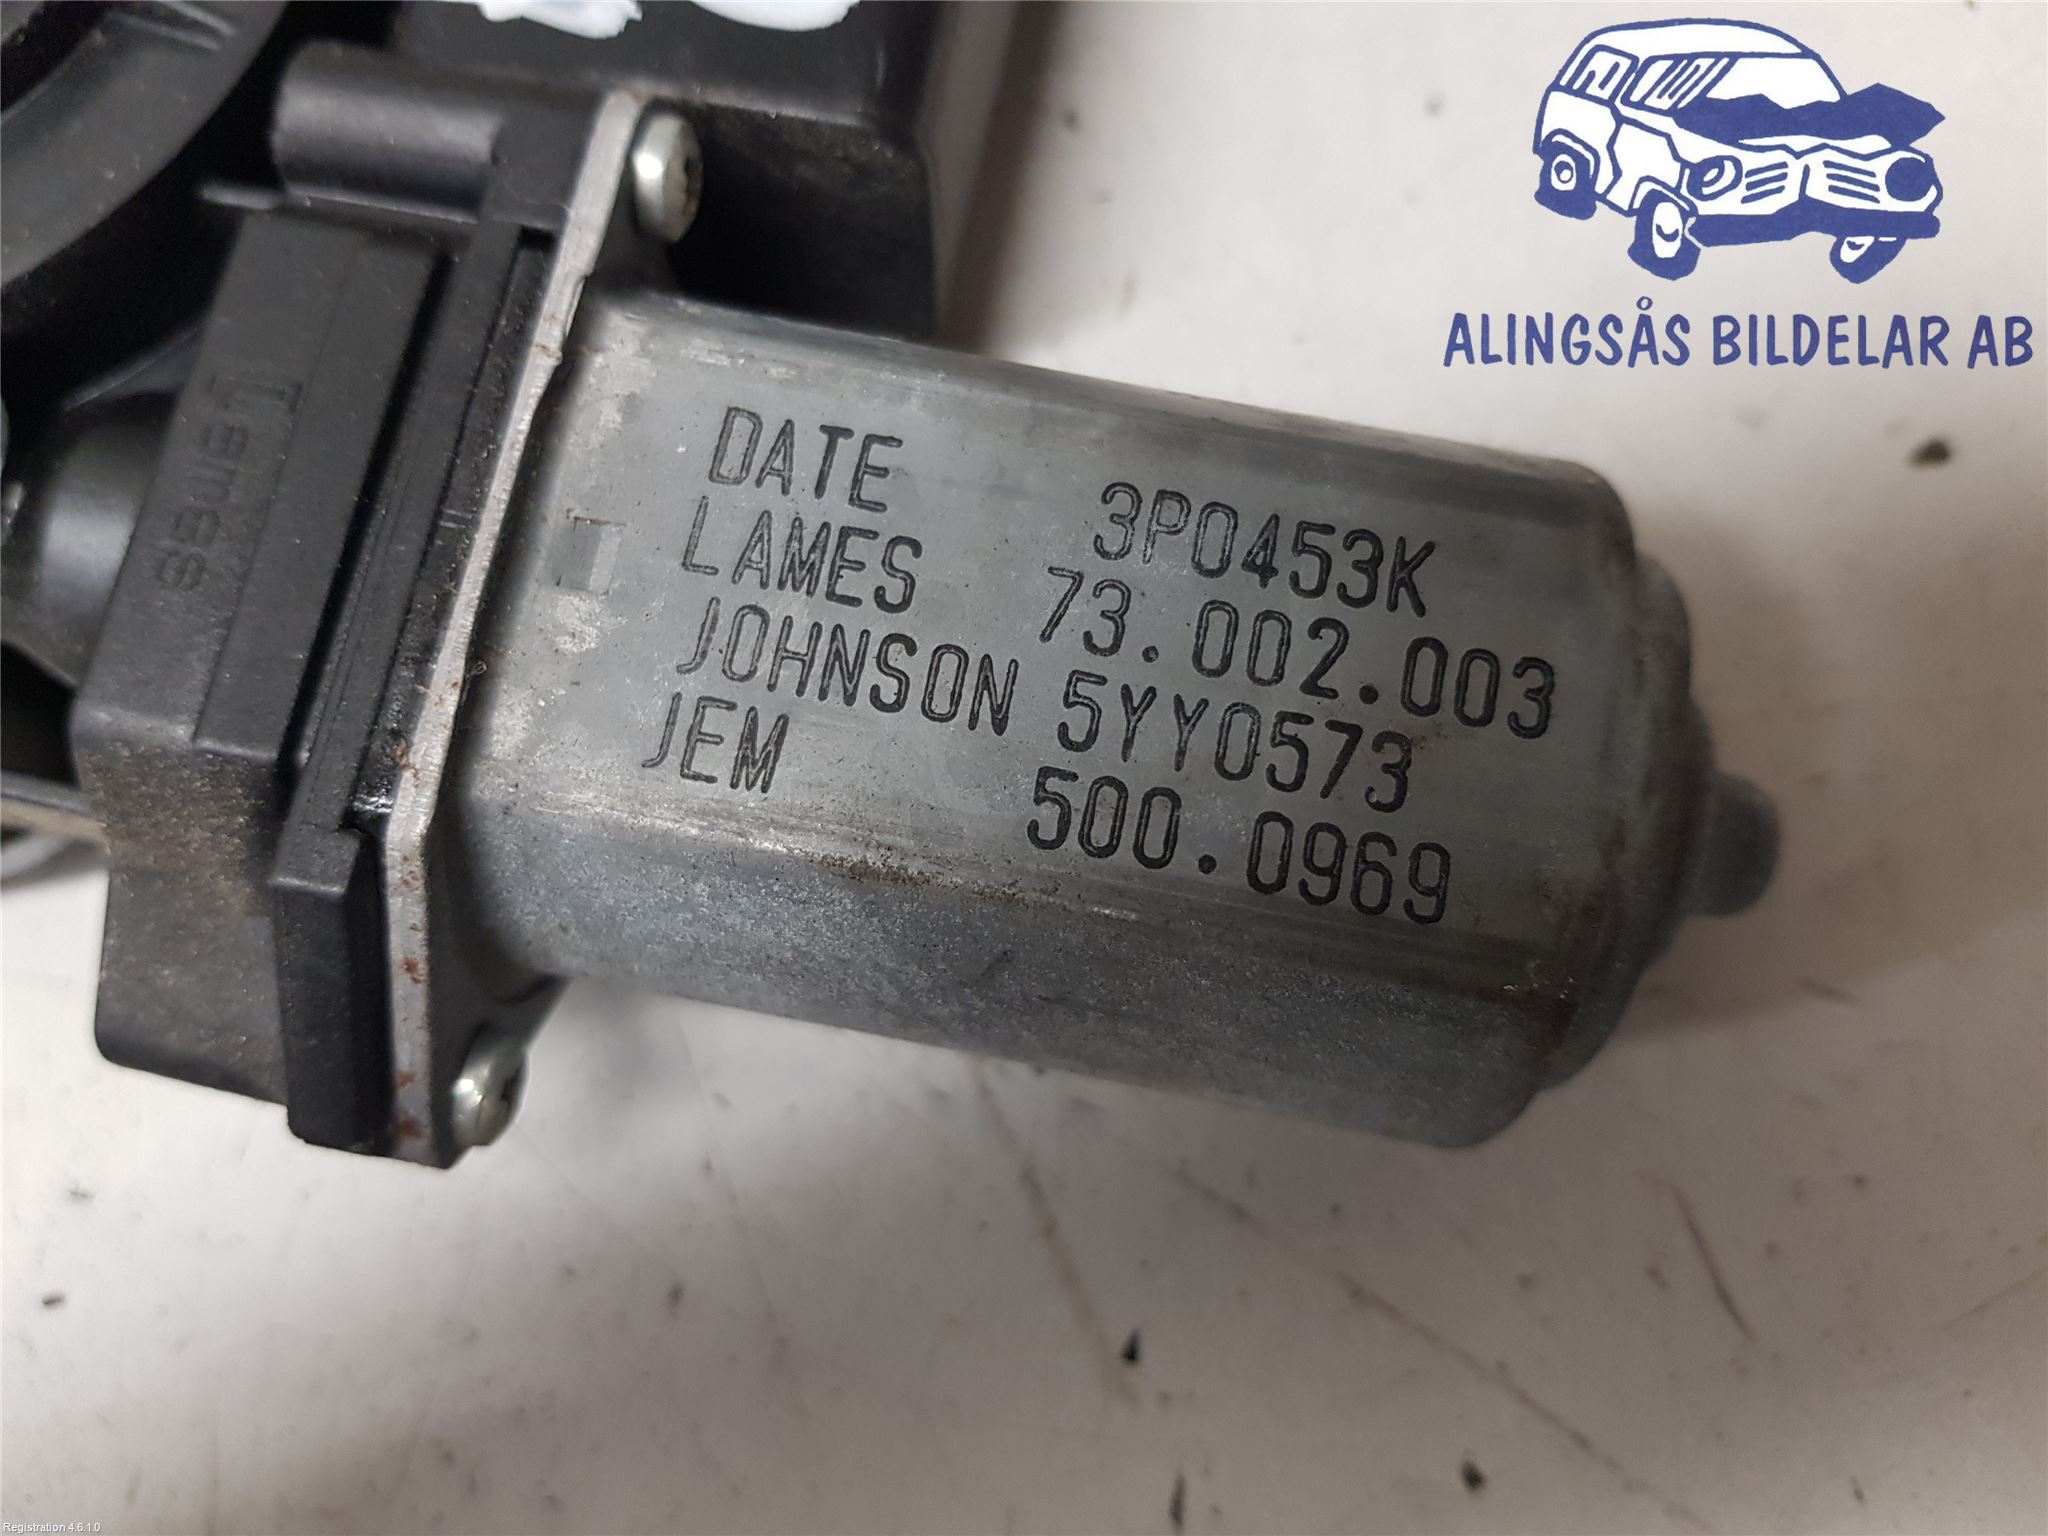 ALINGSÅS BILDELAR AB
Lames
DATE 3P0453K
LAMES 73.002.003
JOHNSON 5YY0573
JEM 500.0969
Registration 4.6.1.0